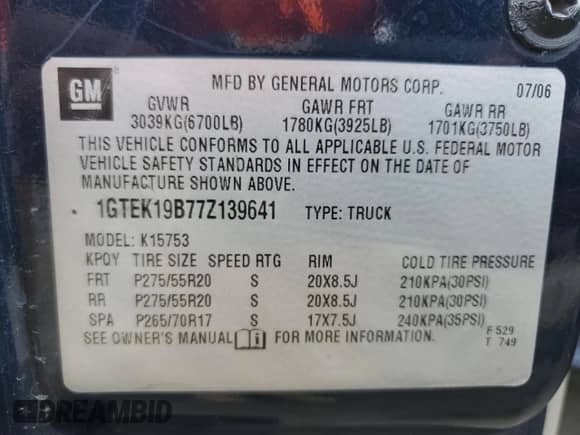 GM
MFD BY GENERAL MOTORS CORP. 07/06
GVWR GAWR FRT GAWR RR
3039KG(6700LB) 1780KG(3925LB) 1701KG(3750LB)
THIS VEHICLE CONFORMS TO ALL APPLICABLE U.S. FEDERAL MOTOR
VEHICLE SAFETY STANDARDS IN EFFECT ON THE DATE OF
MANUFACTURE SHOWN ABOVE.
1GTEK19B77Z139641 TYPE: TRUCK
MODEL: K15753
KPQY TIRE SIZE SPEED RTG RIM COLD TIRE PRESSURE
FRT P275/55R20 S 20X8.5J 210KPA(30PSI)
RR P275/55R20 S 20X8.5J 210KPA(30PSI)
SPA P265/70R17 S 17X7.5J 240KPA(35PSI)
SEE OWNER'S MANUAL i FOR MORE INFORMATION.
F 529
T 749
DREAMBID